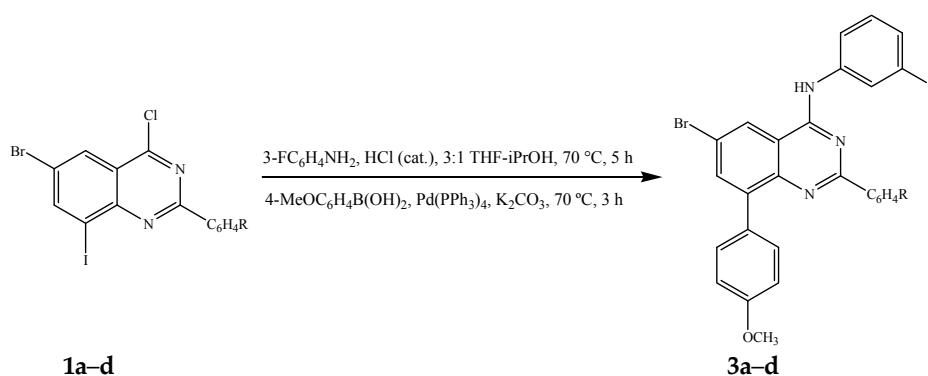 Cl
Br
N
N
C₆H₄R
I
1a–d
3-FC₆H₄NH₂, HCl (cat.), 3:1 THF-iPrOH, 70 °C, 5 h
4-MeOC₆H₄B(OH)₂, Pd(PPh₃)₄, K₂CO₃, 70 ºC, 3 h
HN
Br
N
N
C₆H₄R
OCH₃
3a–d